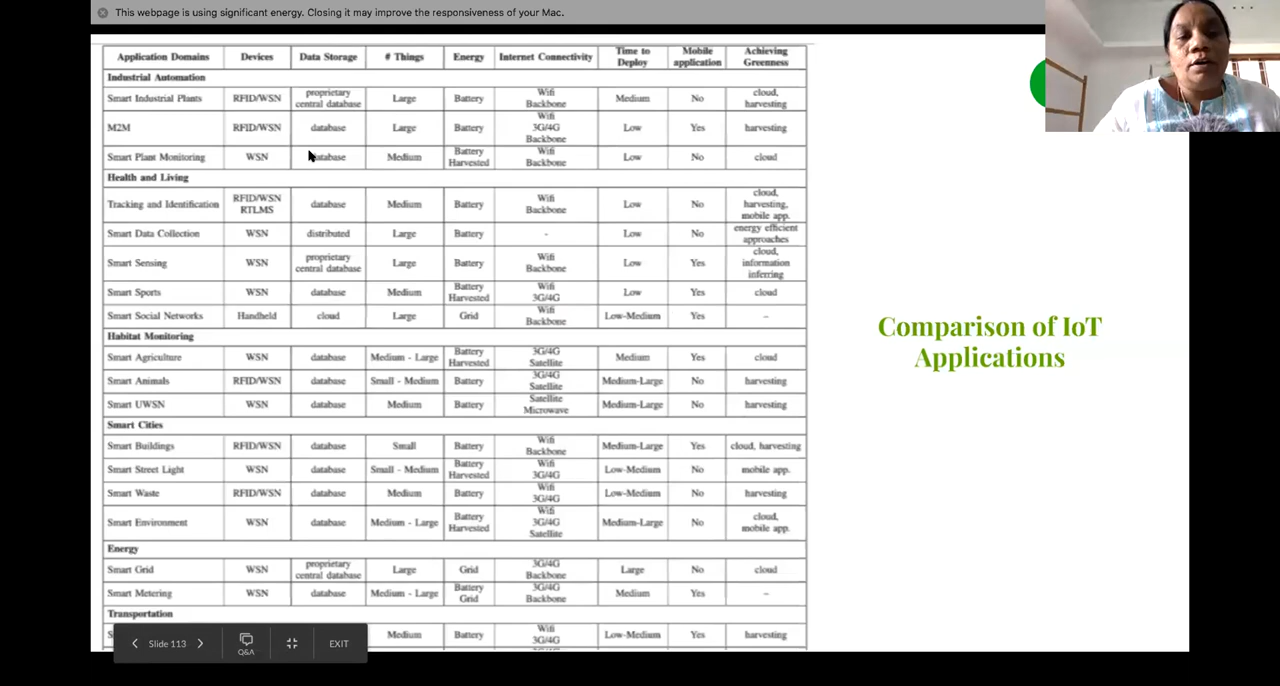 This webpage is using significant energy. Closing it may improve the responsiveness of your Mac.
Application Domains Devices Data Storage # Things Energy Internet Connectivity Time to Deploy Mobile application Achieving Greenness
Industrial Automation
Smart Industrial Plants RFID/WSN proprietary central database Large Battery Wifi Backbone Medium No cloud, harvesting
M2M RFID/WSN database Large Battery Wifi 3G/4G Backbone Low Yes harvesting
Smart Plant Monitoring WSN database Medium Battery Harvested Wifi Backbone Low No cloud
Health and Living
Tracking and Identification RFID/WSN RTLMS database Medium Battery Wifi Backbone Low No cloud, harvesting, mobile app.
Smart Data Collection WSN distributed Large Battery - Low No energy efficient approaches
Smart Sensing WSN proprietary central database Large Battery Wifi Backbone Low Yes cloud, information inferring
Smart Sports WSN database Medium Battery Harvested Wifi 3G/4G Low Yes cloud
Smart Social Networks Handheld cloud Large Grid Wifi Backbone Low-Medium Yes –
Habitat Monitoring
Smart Agriculture WSN database Medium - Large Battery Harvested 3G/4G Satellite Medium Yes cloud
Smart Animals RFID/WSN database Small - Medium Battery 3G/4G Satellite Medium-Large No harvesting
Smart UWSN WSN database Medium Battery Satellite Microwave Medium-Large No harvesting
Smart Cities
Smart Buildings RFID/WSN database Small Battery Wifi Backbone Medium-Large Yes cloud, harvesting
Smart Street Light WSN database Small - Medium Battery Harvested Wifi 3G/4G Low-Medium No mobile app.
Smart Waste RFID/WSN database Medium Battery Wifi 3G/4G Low-Medium No harvesting
Smart Environment WSN database Medium - Large Battery Harvested Wifi 3G/4G Satellite Medium-Large No cloud, mobile app.
Energy
Smart Grid WSN proprietary central database Large Grid 3G/4G Backbone Large No cloud
Smart Metering WSN database Medium - Large Battery Grid 3G/4G Backbone Medium Yes –
Transportation
Medium Battery Wifi 3G/4G Low-Medium Yes harvesting
Comparison of IoT
Applications
Slide 113 Q&A EXIT